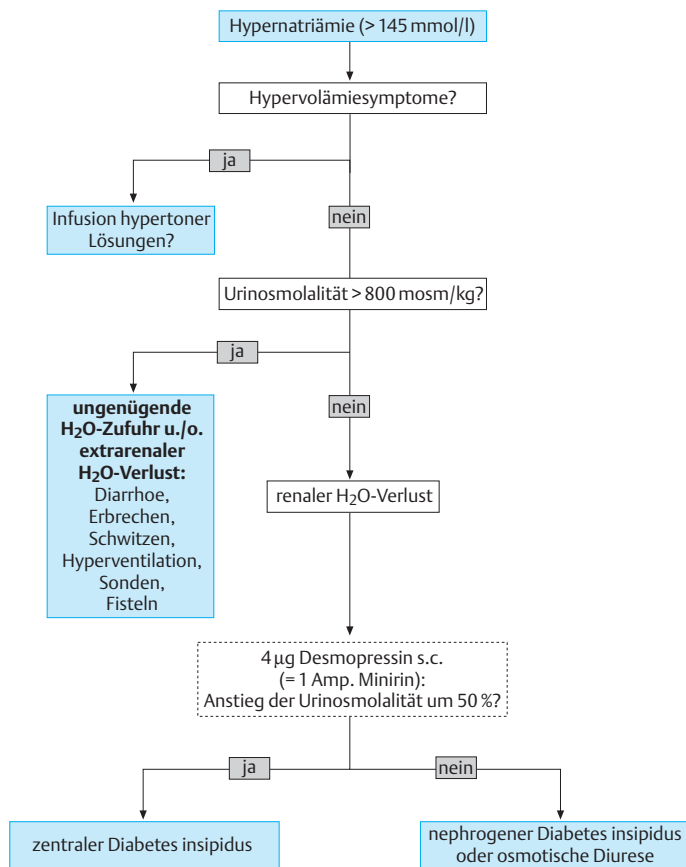 Hypernatriämie (> 145 mmol/l)
Hypervolämiesymptome?
ja
Infusion hypertoner
Lösungen?
nein
Urinosmolalität > 800 mosm/kg?
ja
ungenügende
H₂O-Zufuhr u./o.
extrarenaler
H₂O-Verlust:
Diarrhoe,
Erbrechen,
Schwitzen,
Hyperventilation,
Sonden,
Fisteln
nein
renaler H₂O-Verlust
4 µg Desmopressin s.c.
(= 1 Amp. Minirin):
Anstieg der Urinosmolalität um 50 %?
ja
nein
zentraler Diabetes insipidus
nephrogener Diabetes insipidus
oder osmotische Diurese